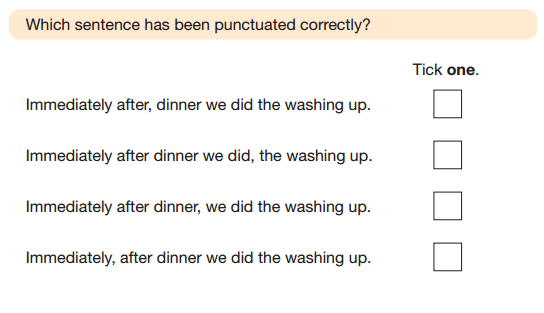 Which sentence has been punctuated correctly?
Tick one.
Immediately after, dinner we did the washing up.
Immediately after dinner we did, the washing up.
Immediately after dinner, we did the washing up.
Immediately, after dinner we did the washing up.